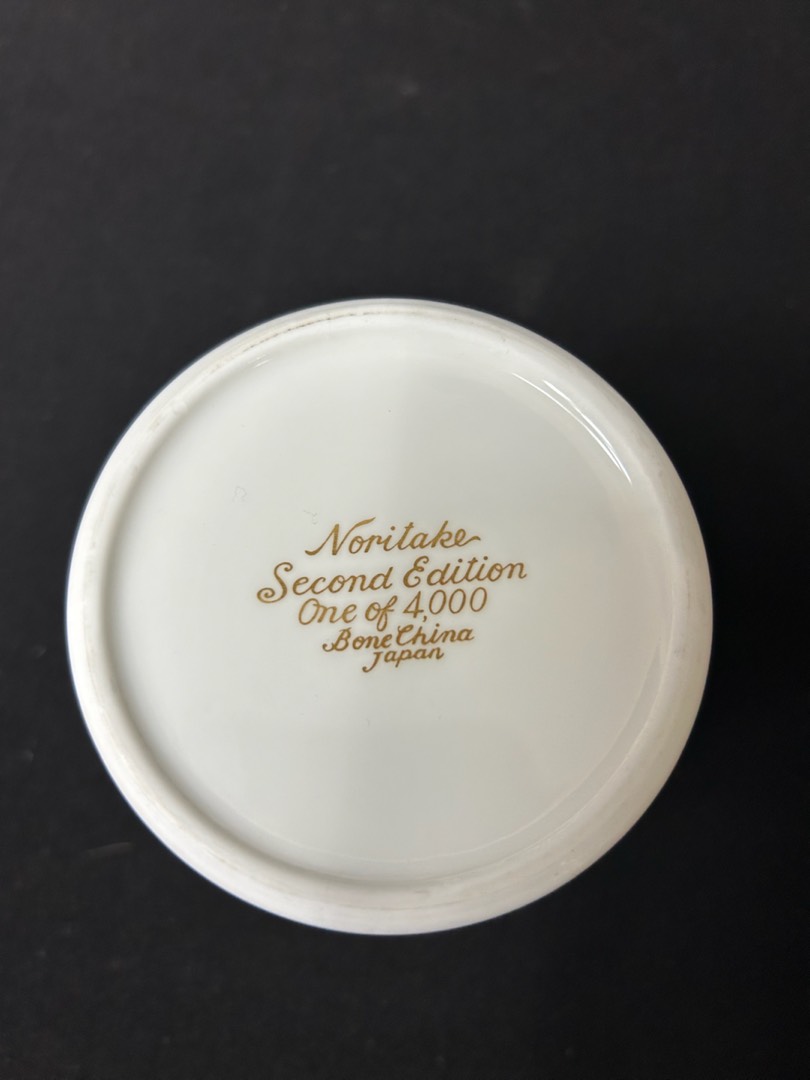 Noritake
Second Edition
One of 4,000
Bone China
Japan